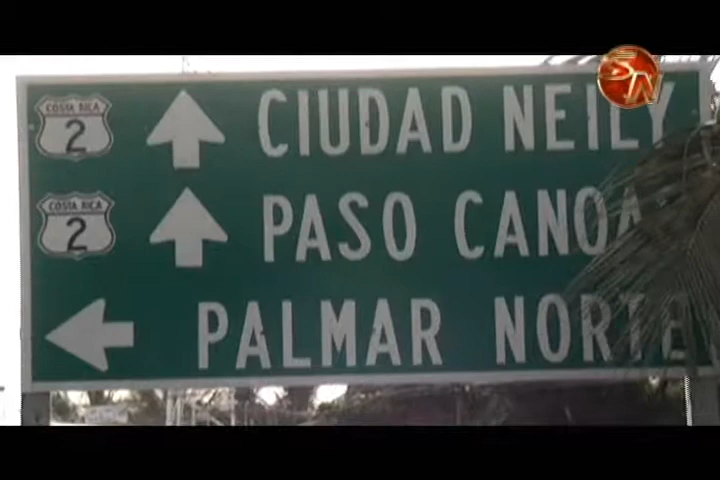 SN
COSTA RICA
2
CIUDAD NEILY
COSTA RICA
2
PASO CANOA
PALMAR NORTE